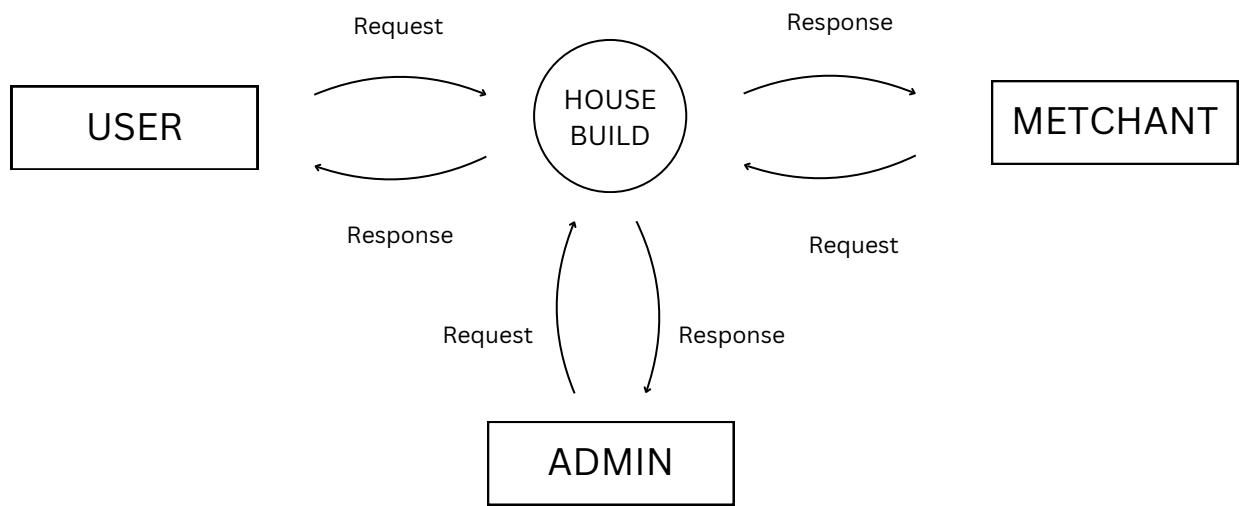 Request
Response
USER
HOUSE
BUILD
METCHANT
Response
Request
Request
Response
ADMIN